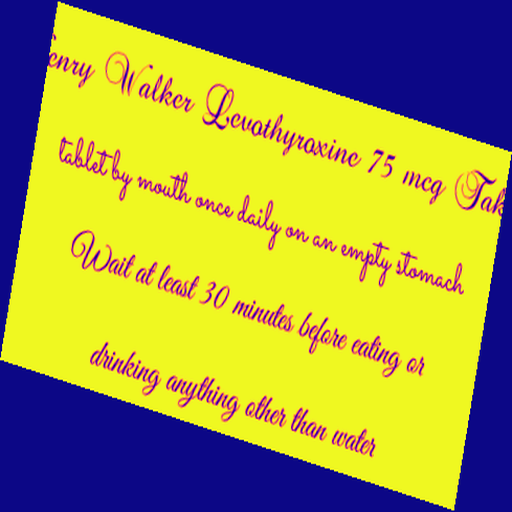 enry Walker Levothyroxine 75 mcg Tak
tablet by mouth once daily on an empty stomach
Wait at least 30 minutes before eating or
drinking anything other than water